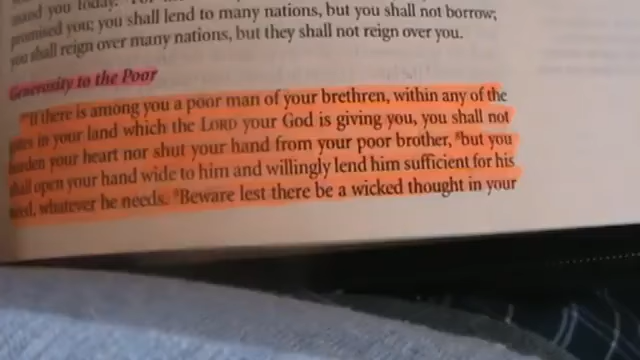 you today.
promised you; you shall lend to many nations, but you shall not borrow;
you shall reign over many nations, but they shall not reign over you.
Generosity to the Poor
"If there is among you a poor man of your brethren, within any of the
in your land which the LORD your God is giving you, you shall not
your heart nor shut your hand from your poor brother, 8but you
shall open your hand wide to him and willingly lend him sufficient for his
need, whatever he needs. 9Beware lest there be a wicked thought in your